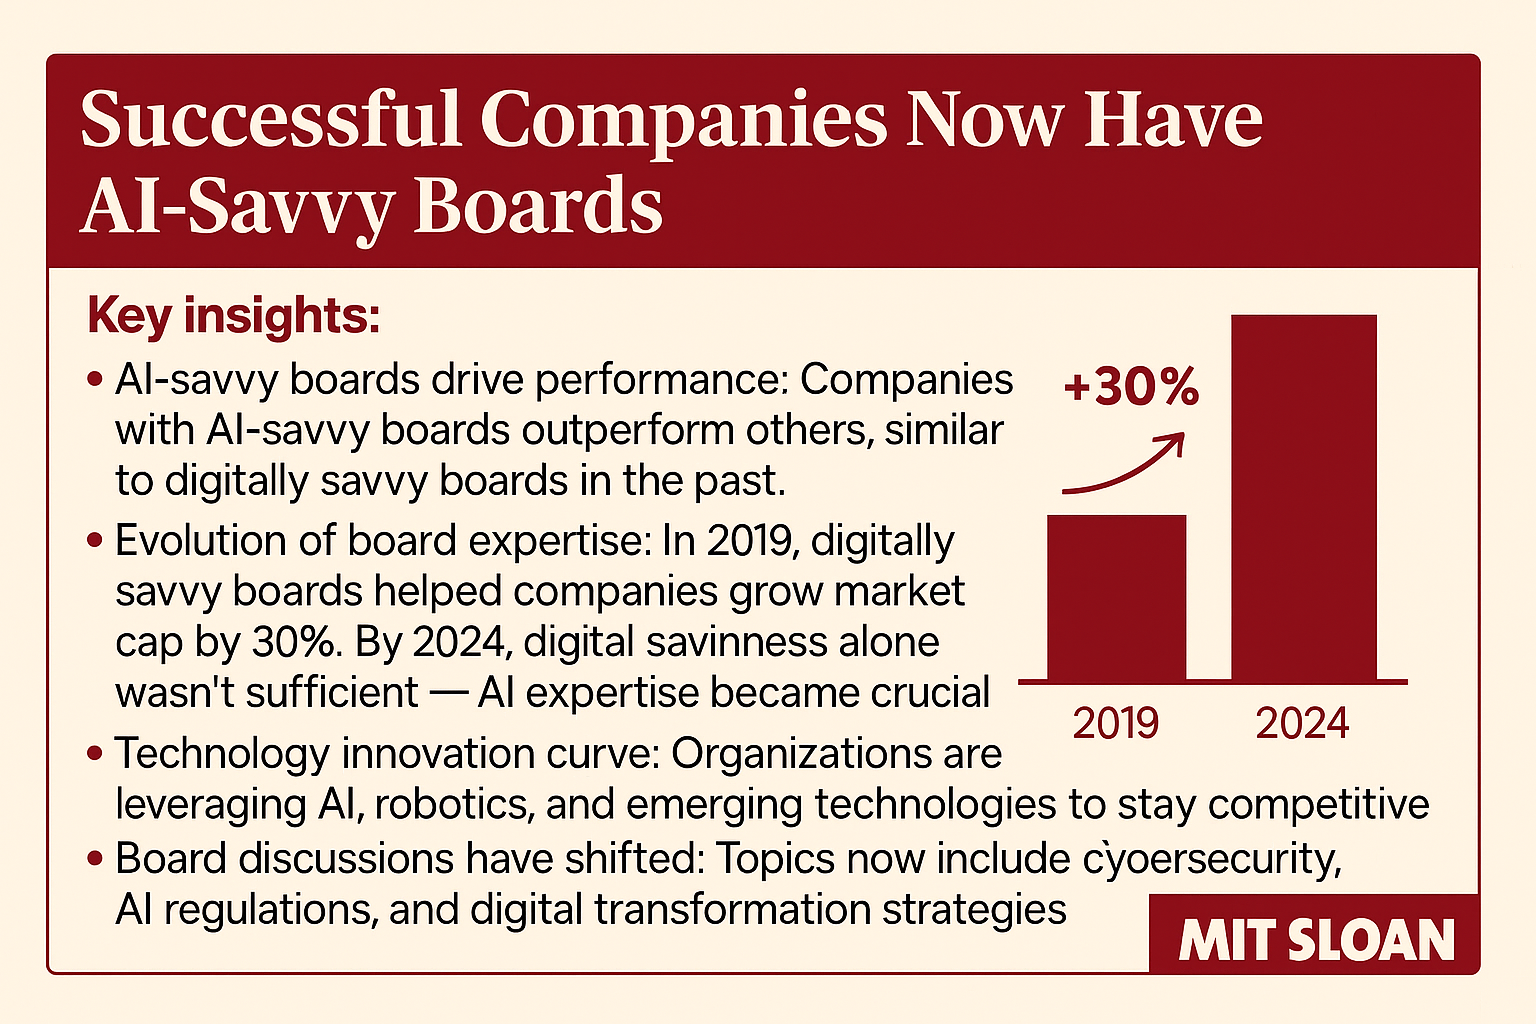 Successful Companies Now Have
AI-Savvy Boards
Key insights:
• AI-savvy boards drive performance: Companies
with AI-savvy boards outperform others, similar
to digitally savvy boards in the past.
• Evolution of board expertise: In 2019, digitally
savvy boards helped companies grow market
cap by 30%. By 2024, digital savinness alone
wasn't sufficient — AI expertise became crucial
• Technology innovation curve: Organizations are
leveraging AI, robotics, and emerging technologies to stay competitive
• Board discussions have shifted: Topics now include c̀yoersecurity,
AI regulations, and digital transformation strategies
+30%
2019
2024
MIT SLOAN